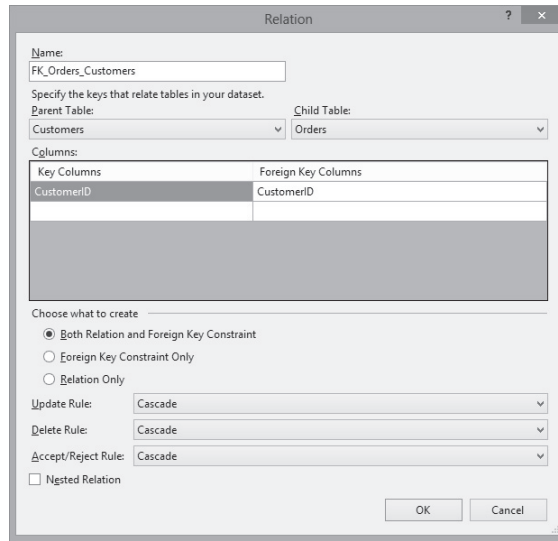 Relation
? ×
Name:
FK_Orders_Customers
Specify the keys that relate tables in your dataset.
Parent Table: Child Table:
Customers Orders
Columns:
Key Columns Foreign Key Columns
CustomerID CustomerID
Choose what to create
Both Relation and Foreign Key Constraint
Foreign Key Constraint Only
Relation Only
Update Rule: Cascade
Delete Rule: Cascade
Accept/Reject Rule: Cascade
Nested Relation
OK Cancel